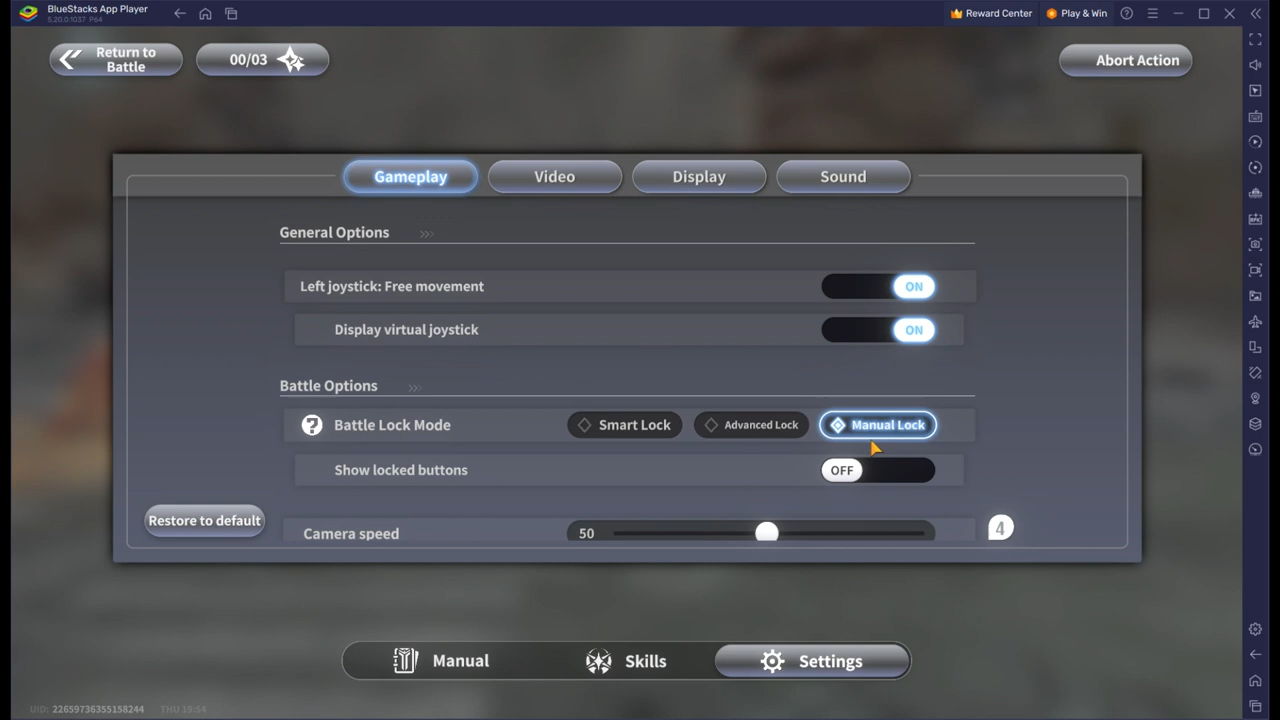 BlueStacks App Player
5.20.0.1037 P64
Reward Center
Play & Win
Return to
Battle
00/03
Abort Action
Gameplay
Video
Display
Sound
General Options
Left joystick: Free movement
ON
Display virtual joystick
ON
Battle Options
? Battle Lock Mode
Smart Lock
Advanced Lock
Manual Lock
Show locked buttons
OFF
Restore to default
Camera speed
50
4
Manual
Skills
Settings
UID: 22659736355158244
THU 19:54